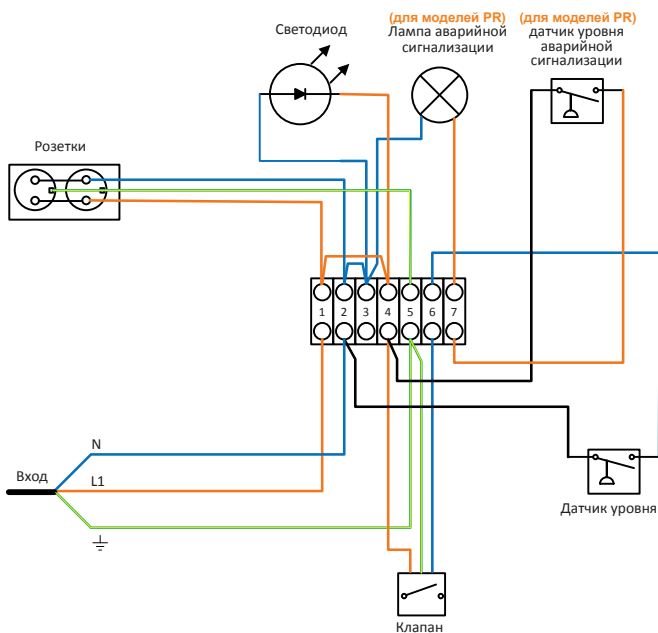 (для моделей PR)
(для моделей PR)
Светодиод
Лампа аварийной
сигнализации
датчик уровня
аварийной
сигнализации
Розетки
1
2
3
4
5
6
7
N
Вход
L1
Датчик уровня
Клапан